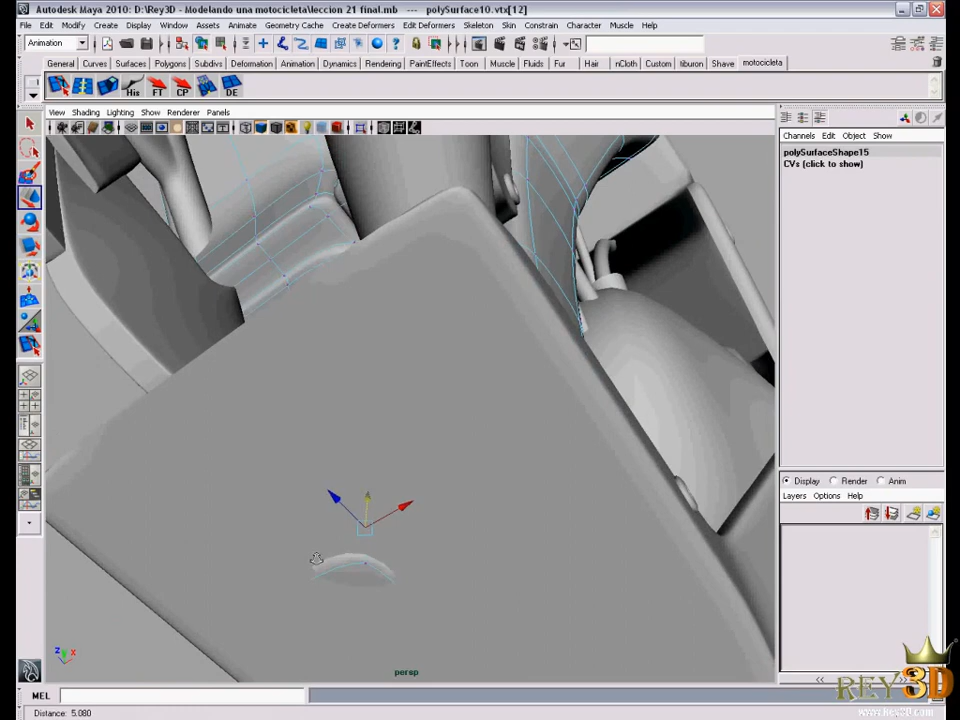 Autodesk Maya 2010: D:\Rey3D - Modelando una motocicleta\leccion 21 final.mb --- polySurface10.vtx[12]
File Edit Modify Create Display Window Assets Animate Geometry Cache Create Deformers Edit Deformers Skeleton Skin Constrain Character Muscle Help
Animation
General Curves Surfaces Polygons Subdivs Deformation Animation Dynamics Rendering PaintEffects Toon Muscle Fluids Fur Hair nCloth Custom tiburon Shave motocicleta
His FT CP DE
View Shading Lighting Show Renderer Panels
Channels Edit Object Show
polySurfaceShape15
CVs (click to show)
Display Render Anim
Layers Options Help
z x
persp
MEL
Distance: 5.080
REY3D
www.rey3d.com